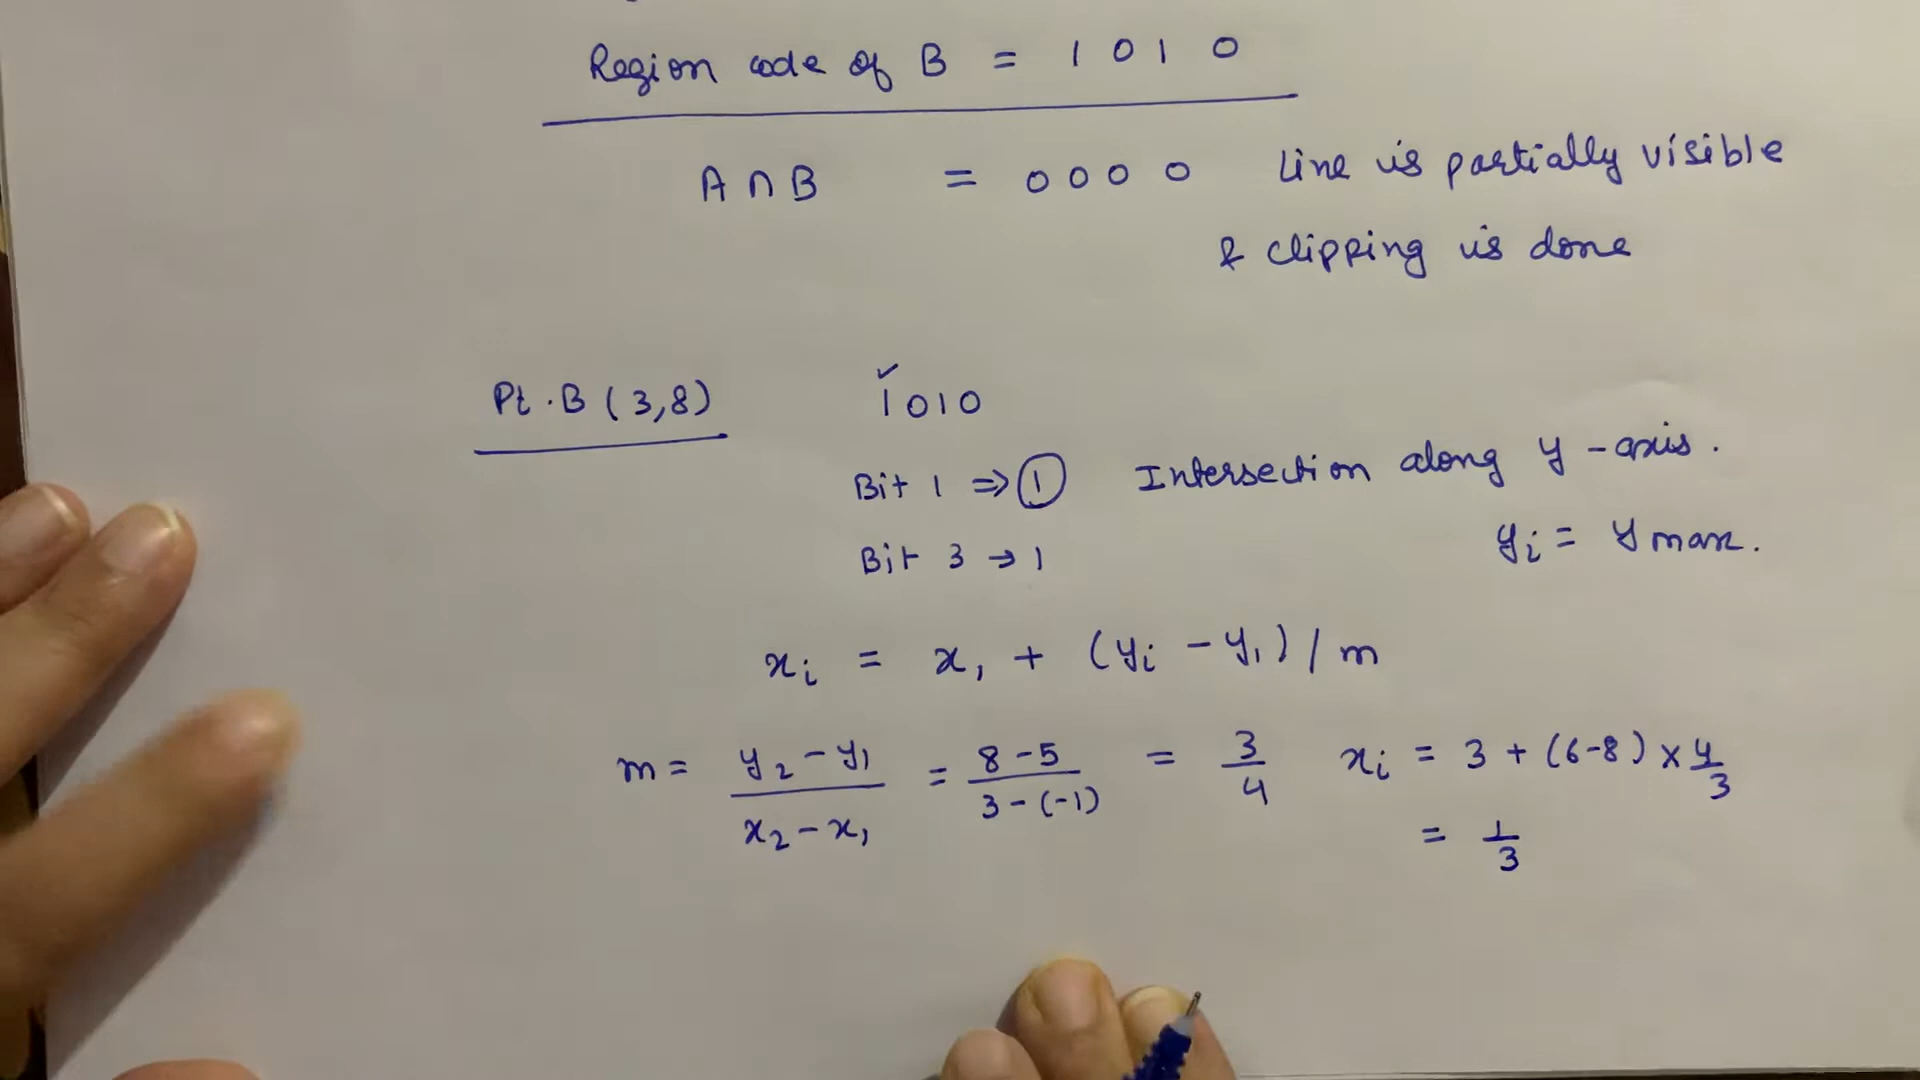 Region code of B = 1 0 1 0
A ∩ B = 0 0 0 0 Line is partially visible
& clipping is done
Pt. B (3,8) 1010
Bit 1 ⇒ 1 Intersection along y-axis.
Bit 3 → 1 yi = ymax.
xi = x1 + (yi - y1) / m
m = y2 - y1 / x2 - x1 = 8 - 5 / 3 - (-1) = 3/4 xi = 3 + (6-8) × 4/3
= 1/3